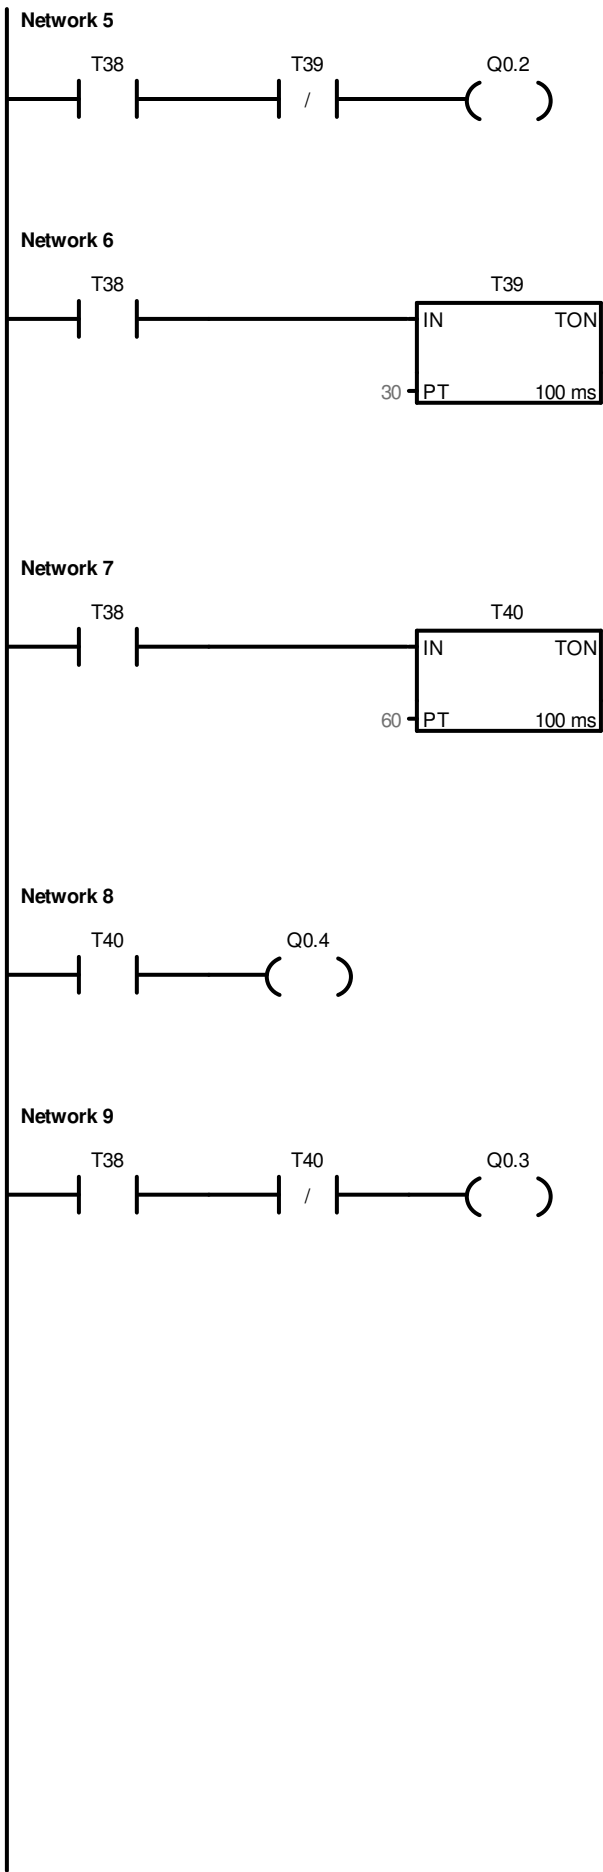 Network 5
T38 T39 Q0.2
/
Network 6
T38 T39
IN TON
30 PT 100 ms
Network 7
T38 T40
IN TON
60 PT 100 ms
Network 8
T40 Q0.4
Network 9
T38 T40 Q0.3
/